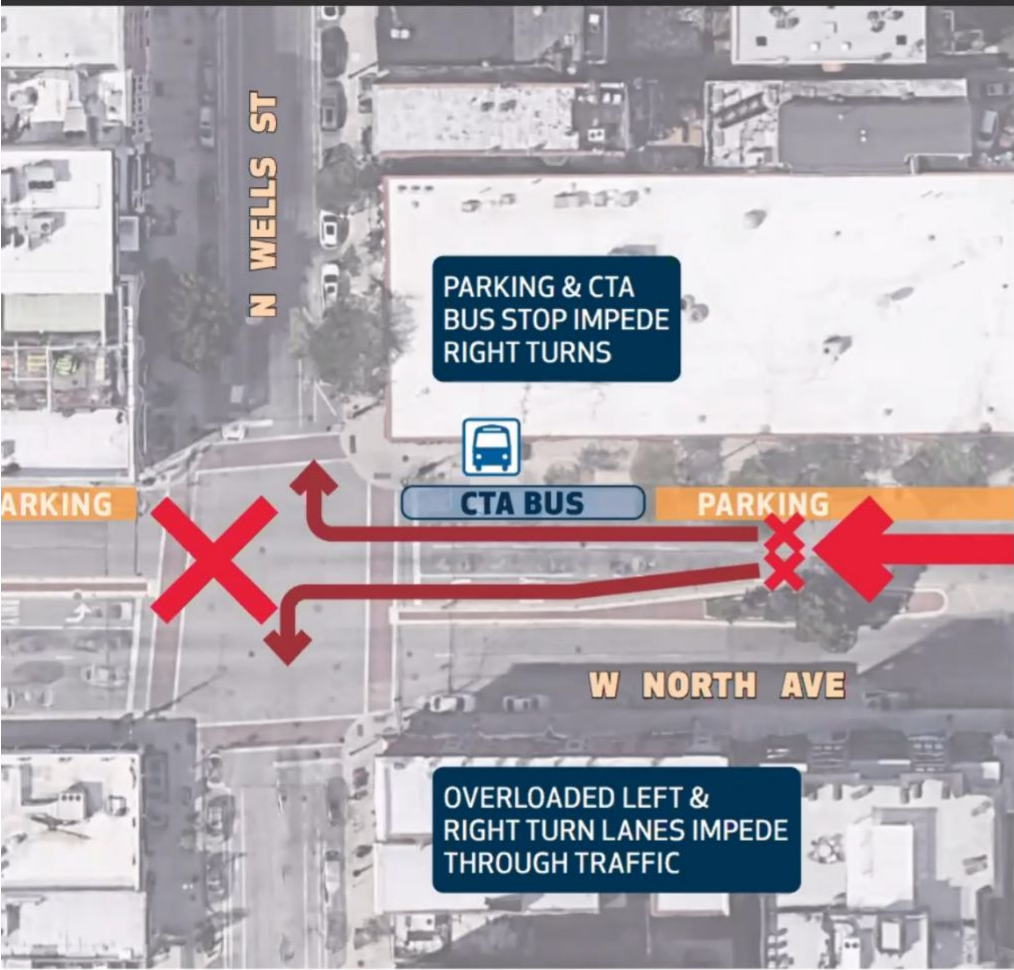 N WELLS ST
PARKING & CTA
BUS STOP IMPEDE
RIGHT TURNS
ARKING
CTA BUS
PARKING
W NORTH AVE
OVERLOADED LEFT &
RIGHT TURN LANES IMPEDE
THROUGH TRAFFIC